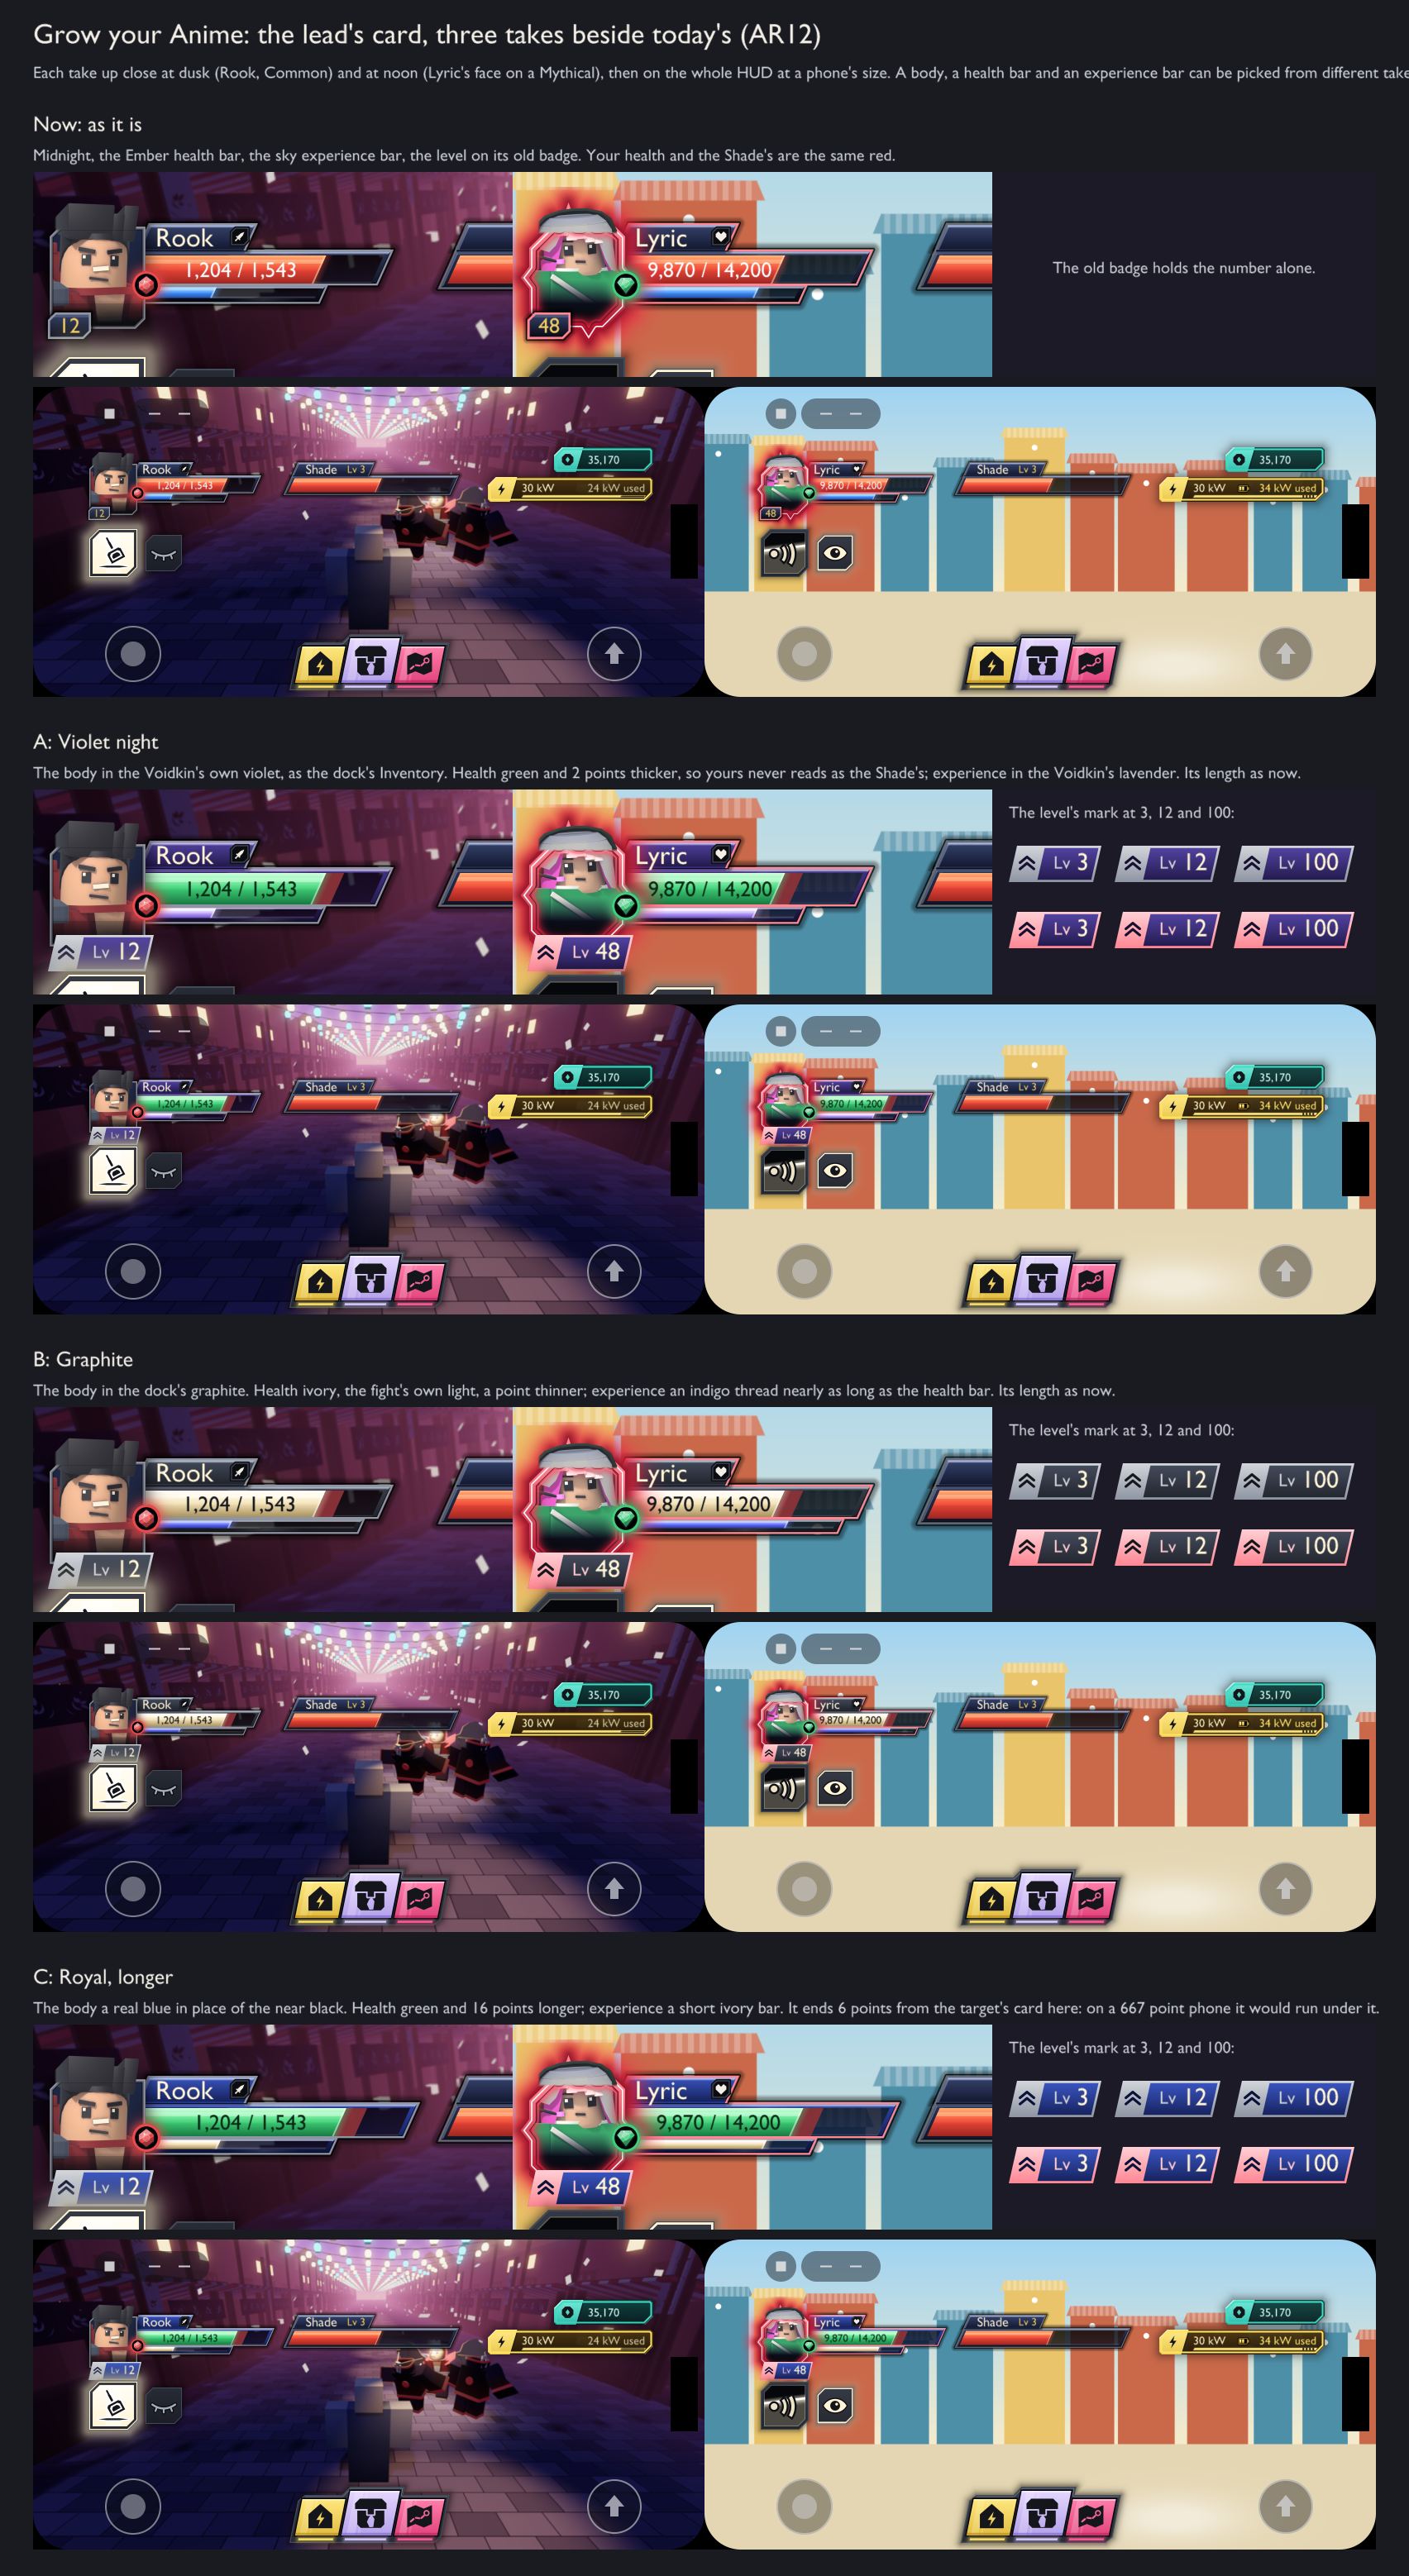 Grow your Anime: the lead's card, three takes beside today's (AR12)
Each take up close at dusk (Rook, Common) and at noon (Lyric's face on a Mythical), then on the whole HUD at a phone's size. A body, a health bar and an experience bar can be picked from different take
Now: as it is
Midnight, the Ember health bar, the sky experience bar, the level on its old badge. Your health and the Shade's are the same red.
Rook
1,204 / 1,543
12
Lyric
9,870 / 14,200
48
The old badge holds the number alone.
Rook
1,204 / 1,543
12
Shade Lv 3
35,170
30 kW 24 kW used
Lyric
9,870 / 14,200
48
Shade Lv 3
35,170
30 kW 34 kW used
A: Violet night
The body in the Voidkin's own violet, as the dock's Inventory. Health green and 2 points thicker, so yours never reads as the Shade's; experience in the Voidkin's lavender. Its length as now.
Rook
1,204 / 1,543
Lv 12
Lyric
9,870 / 14,200
Lv 48
The level's mark at 3, 12 and 100:
Lv 3 Lv 12 Lv 100
Lv 3 Lv 12 Lv 100
Rook
1,204 / 1,543
Lv 12
Shade Lv 3
35,170
30 kW 24 kW used
Lyric
9,870 / 14,200
Lv 48
Shade Lv 3
35,170
30 kW 34 kW used
B: Graphite
The body in the dock's graphite. Health ivory, the fight's own light, a point thinner; experience an indigo thread nearly as long as the health bar. Its length as now.
Rook
1,204 / 1,543
Lv 12
Lyric
9,870 / 14,200
Lv 48
The level's mark at 3, 12 and 100:
Lv 3 Lv 12 Lv 100
Lv 3 Lv 12 Lv 100
Rook
1,204 / 1,543
Lv 12
Shade Lv 3
35,170
30 kW 24 kW used
Lyric
9,870 / 14,200
Lv 48
Shade Lv 3
35,170
30 kW 34 kW used
C: Royal, longer
The body a real blue in place of the near black. Health green and 16 points longer; experience a short ivory bar. It ends 6 points from the target's card here: on a 667 point phone it would run under it.
Rook
1,204 / 1,543
Lv 12
Lyric
9,870 / 14,200
Lv 48
The level's mark at 3, 12 and 100:
Lv 3 Lv 12 Lv 100
Lv 3 Lv 12 Lv 100
Rook
1,204 / 1,543
Lv 12
Shade Lv 3
35,170
30 kW 24 kW used
Lyric
9,870 / 14,200
Lv 48
Shade Lv 3
35,170
30 kW 34 kW used